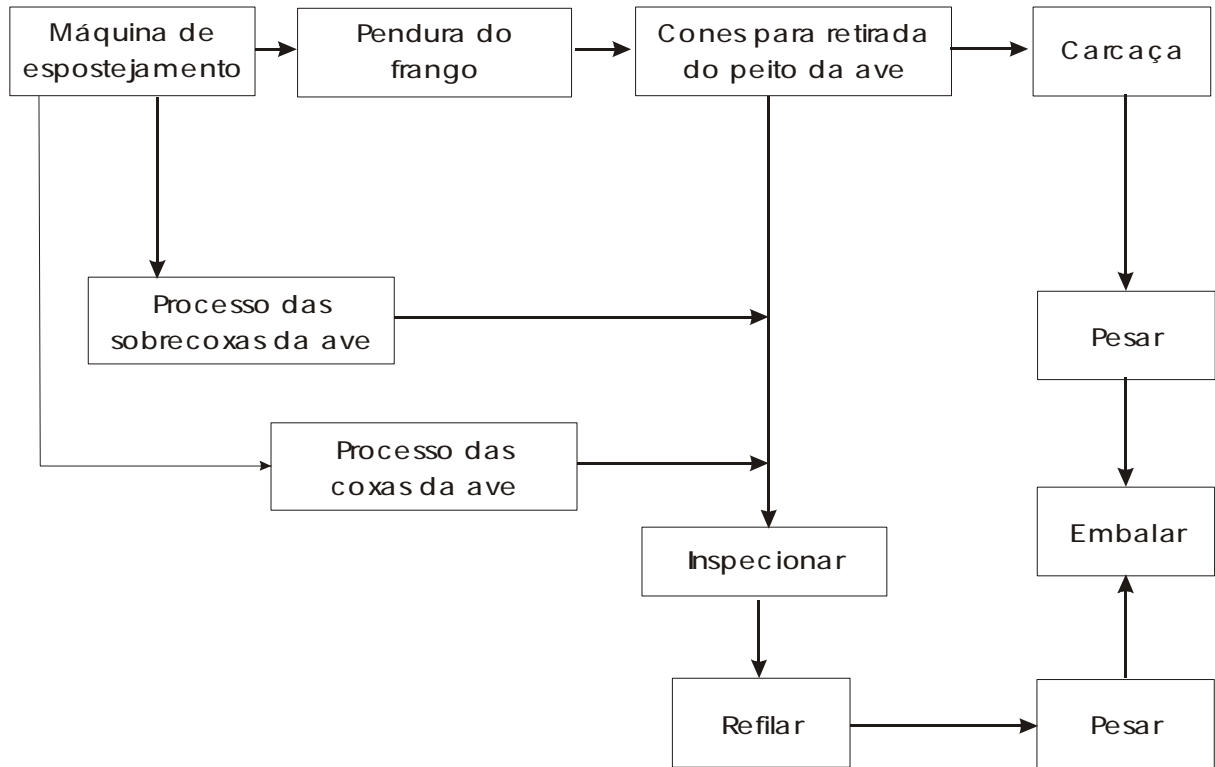 Máquina de
espostejamento
Pendura do
frango
Cones para retirada
do peito da ave
Carcaça
Processo das
sobrecoxas da ave
Pesar
Processo das
coxas da ave
Embalar
Inspecionar
Refilar
Pesar